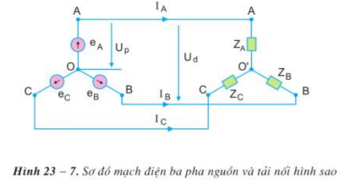 A
I_A
A
e_A
U_p
Z_A
U_d
O
O'
Z_B
C
e_C
e_B
B
I_B
C
Z_C
B
I_C
Hình 23 – 7. Sơ đồ mạch điện ba pha nguồn và tải nối hình sao